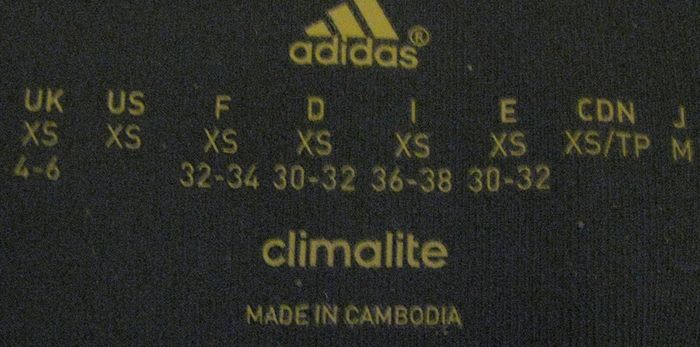 adidas®
UK US F D I E CDN J
XS XS XS XS XS XS XS/TP M
4-6 32-34 30-32 36-38 30-32
climalite
MADE IN CAMBODIA